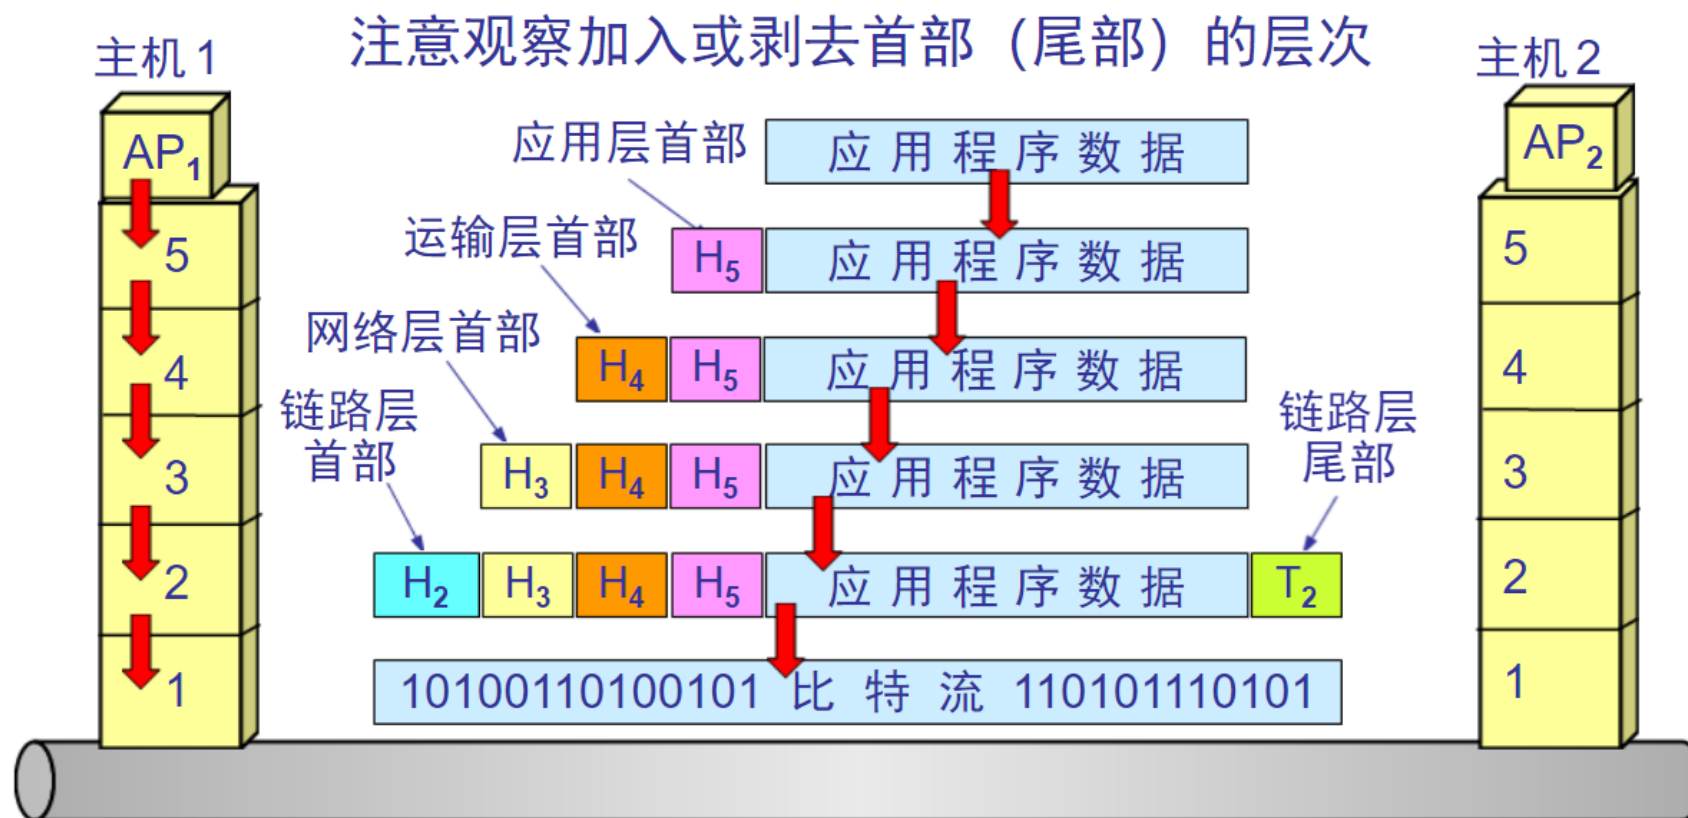 注意观察加入或剥去首部（尾部）的层次
主机 1
主机 2
AP1
AP2
5
4
3
2
1
应用层首部
应用程序数据
运输层首部
H5 应用程序数据
网络层首部
H4 H5 应用程序数据
链路层
首部
H3 H4 H5 应用程序数据
链路层
尾部
H2 H3 H4 H5 应用程序数据 T2
10100110100101 比特流 110101110101
5
4
3
2
1